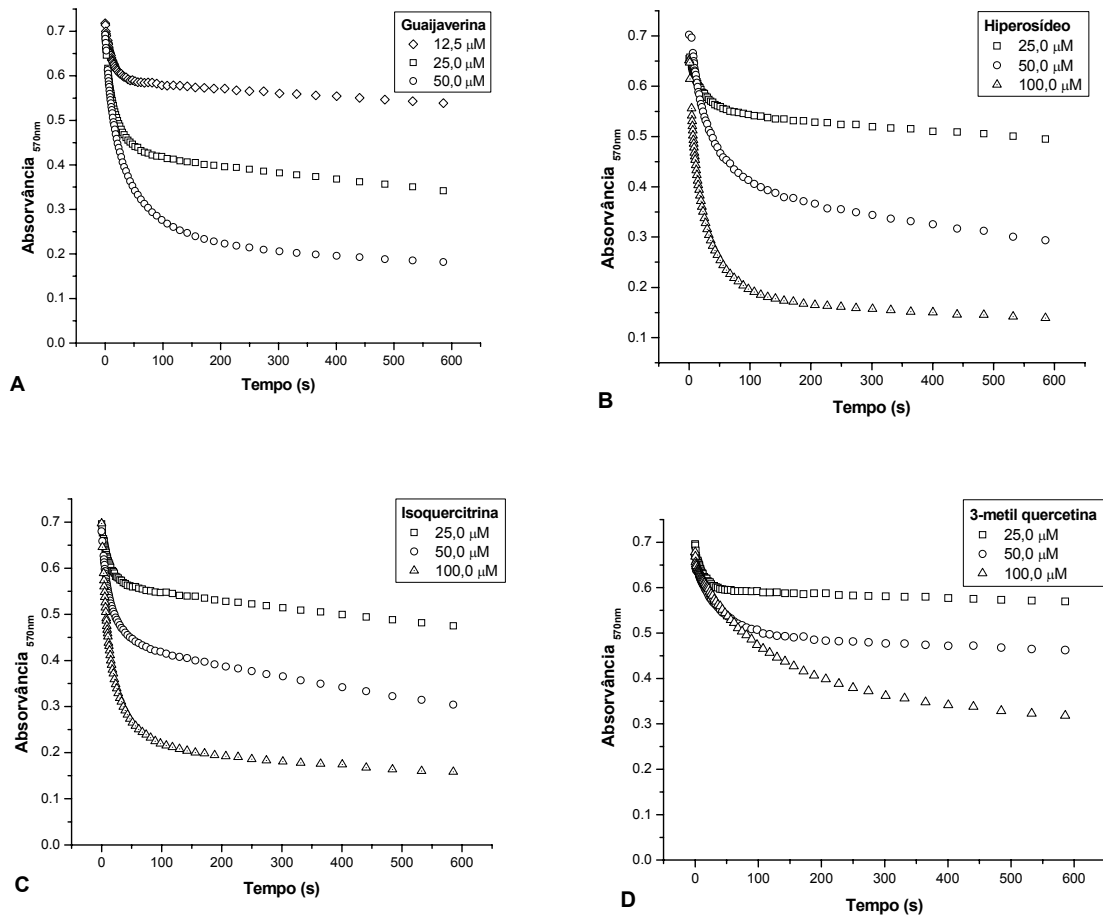 Guaijaverina
12,5 µM
25,0 µM
50,0 µM
0.7
0.6
0.5
0.4
0.3
0.2
0.1
0.0
Absorvância 570nm
0 100 200 300 400 500 600
Tempo (s)
A
Hiperosídeo
25,0 µM
50,0 µM
100,0 µM
0.7
0.6
0.5
0.4
0.3
0.2
0.1
Absorvância 570nm
0 100 200 300 400 500 600
Tempo (s)
B
Isoquercitrina
25,0 µM
50,0 µM
100,0 µM
0.7
0.6
0.5
0.4
0.3
0.2
0.1
0.0
Absorvância 570nm
0 100 200 300 400 500 600
Tempo (s)
C
3-metil quercetina
25,0 µM
50,0 µM
100,0 µM
0.7
0.6
0.5
0.4
0.3
0.2
0.1
0.0
Absorvância 570nm
0 100 200 300 400 500 600
Tempo (s)
D